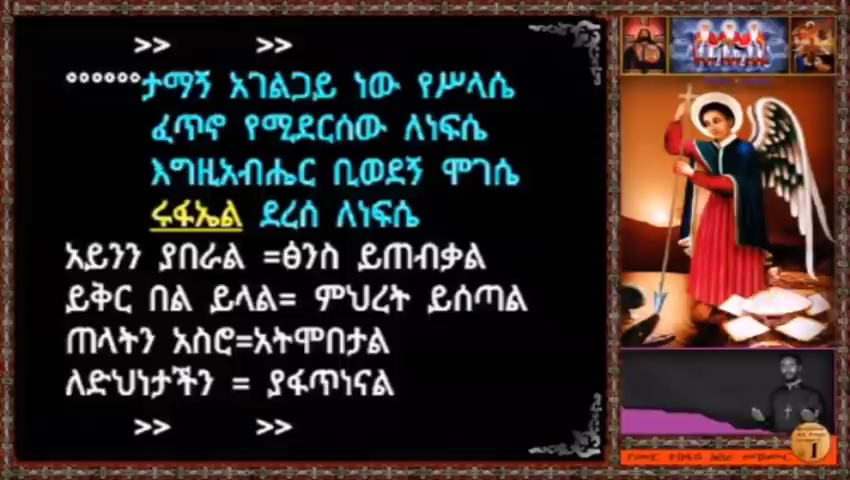 >> >>
°°°°°°ታማኝ አገልጋይ ነው የሥላሴ
ፈጥኖ የሚደርሰው ለነፍሴ
እግዚአብሔር ቢወደኝ ሞገሴ
ሩፋኤል ደረሰ ለነፍሴ
አይንን ያበራል =ፅንስ ይጠብቃል
ይቅር በል ይላል= ምህረት ይሰጣል
ጠላትን አስሮ=አትሞበታል
ለድህነታችን = ያፋጥነናል
>> >>
1